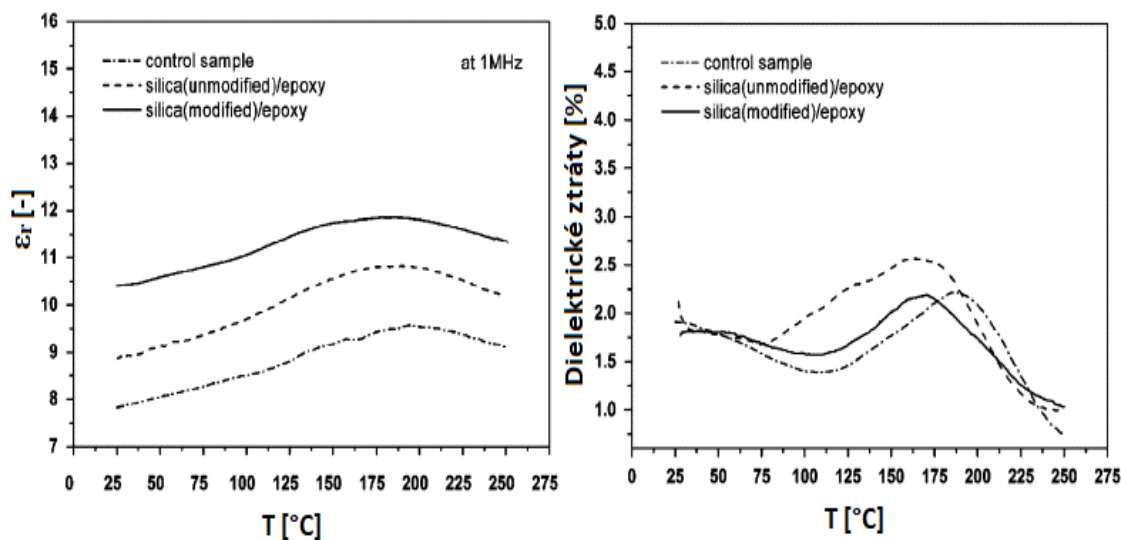 16
15
14
13
12
11
10
9
8
7
εr [-]
control sample
silica(unmodified)/epoxy
silica(modified)/epoxy
at 1MHz
0 25 50 75 100 125 150 175 200 225 250 275
T [°C]
5.0
4.5
4.0
3.5
3.0
2.5
2.0
1.5
1.0
Dielektrické ztráty [%]
control sample
silica(unmodified)/epoxy
silica(modified)/epoxy
0 25 50 75 100 125 150 175 200 225 250 275
T [°C]